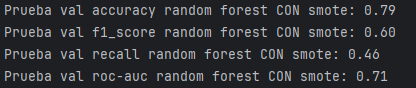 Prueba val accuracy random forest CON smote: 0.79
Prueba val f1_score random forest CON smote: 0.60
Prueba val recall random forest CON smote: 0.46
Prueba val roc-auc random forest CON smote: 0.71